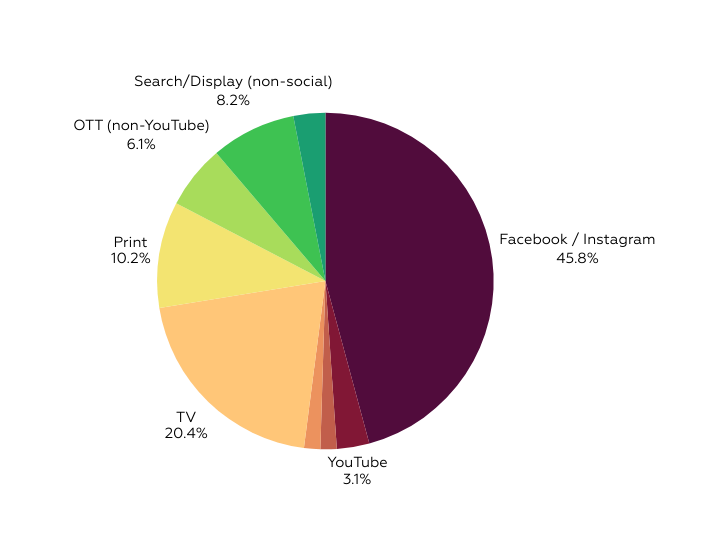 Search/Display (non-social)
8.2%
OTT (non-YouTube)
6.1%
Print
10.2%
Facebook / Instagram
45.8%
TV
20.4%
YouTube
3.1%